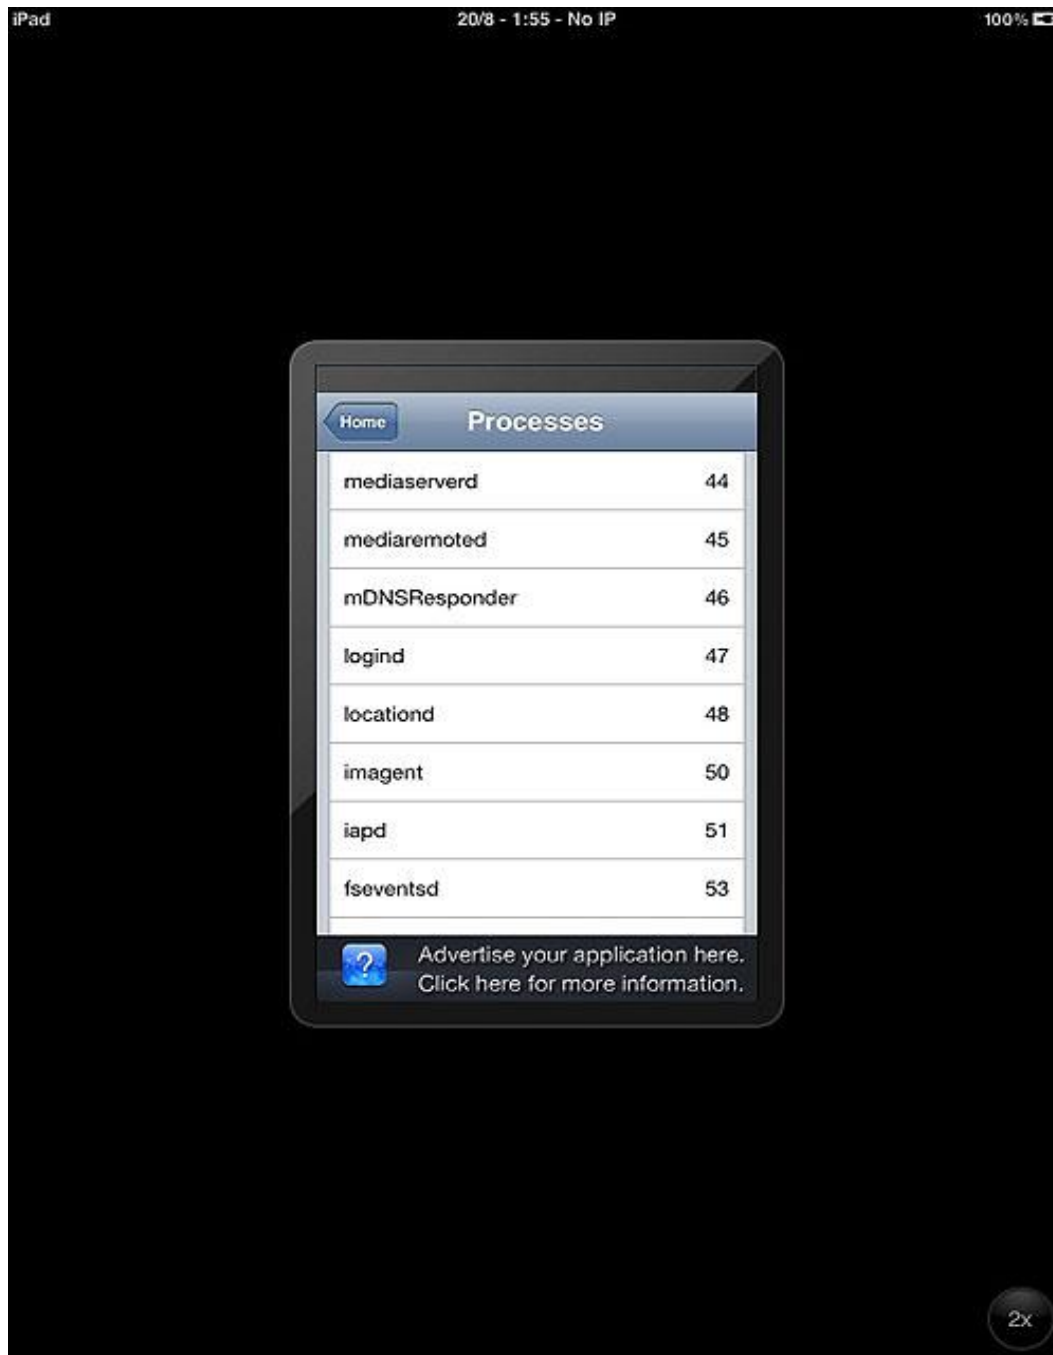 iPad 20/8 - 1:55 - No IP 100%
Home Processes
mediaserverd 44
mediaremoted 45
mDNSResponder 46
logind 47
locationd 48
imagent 50
iapd 51
fseventsd 53
? Advertise your application here.
Click here for more information.
2x